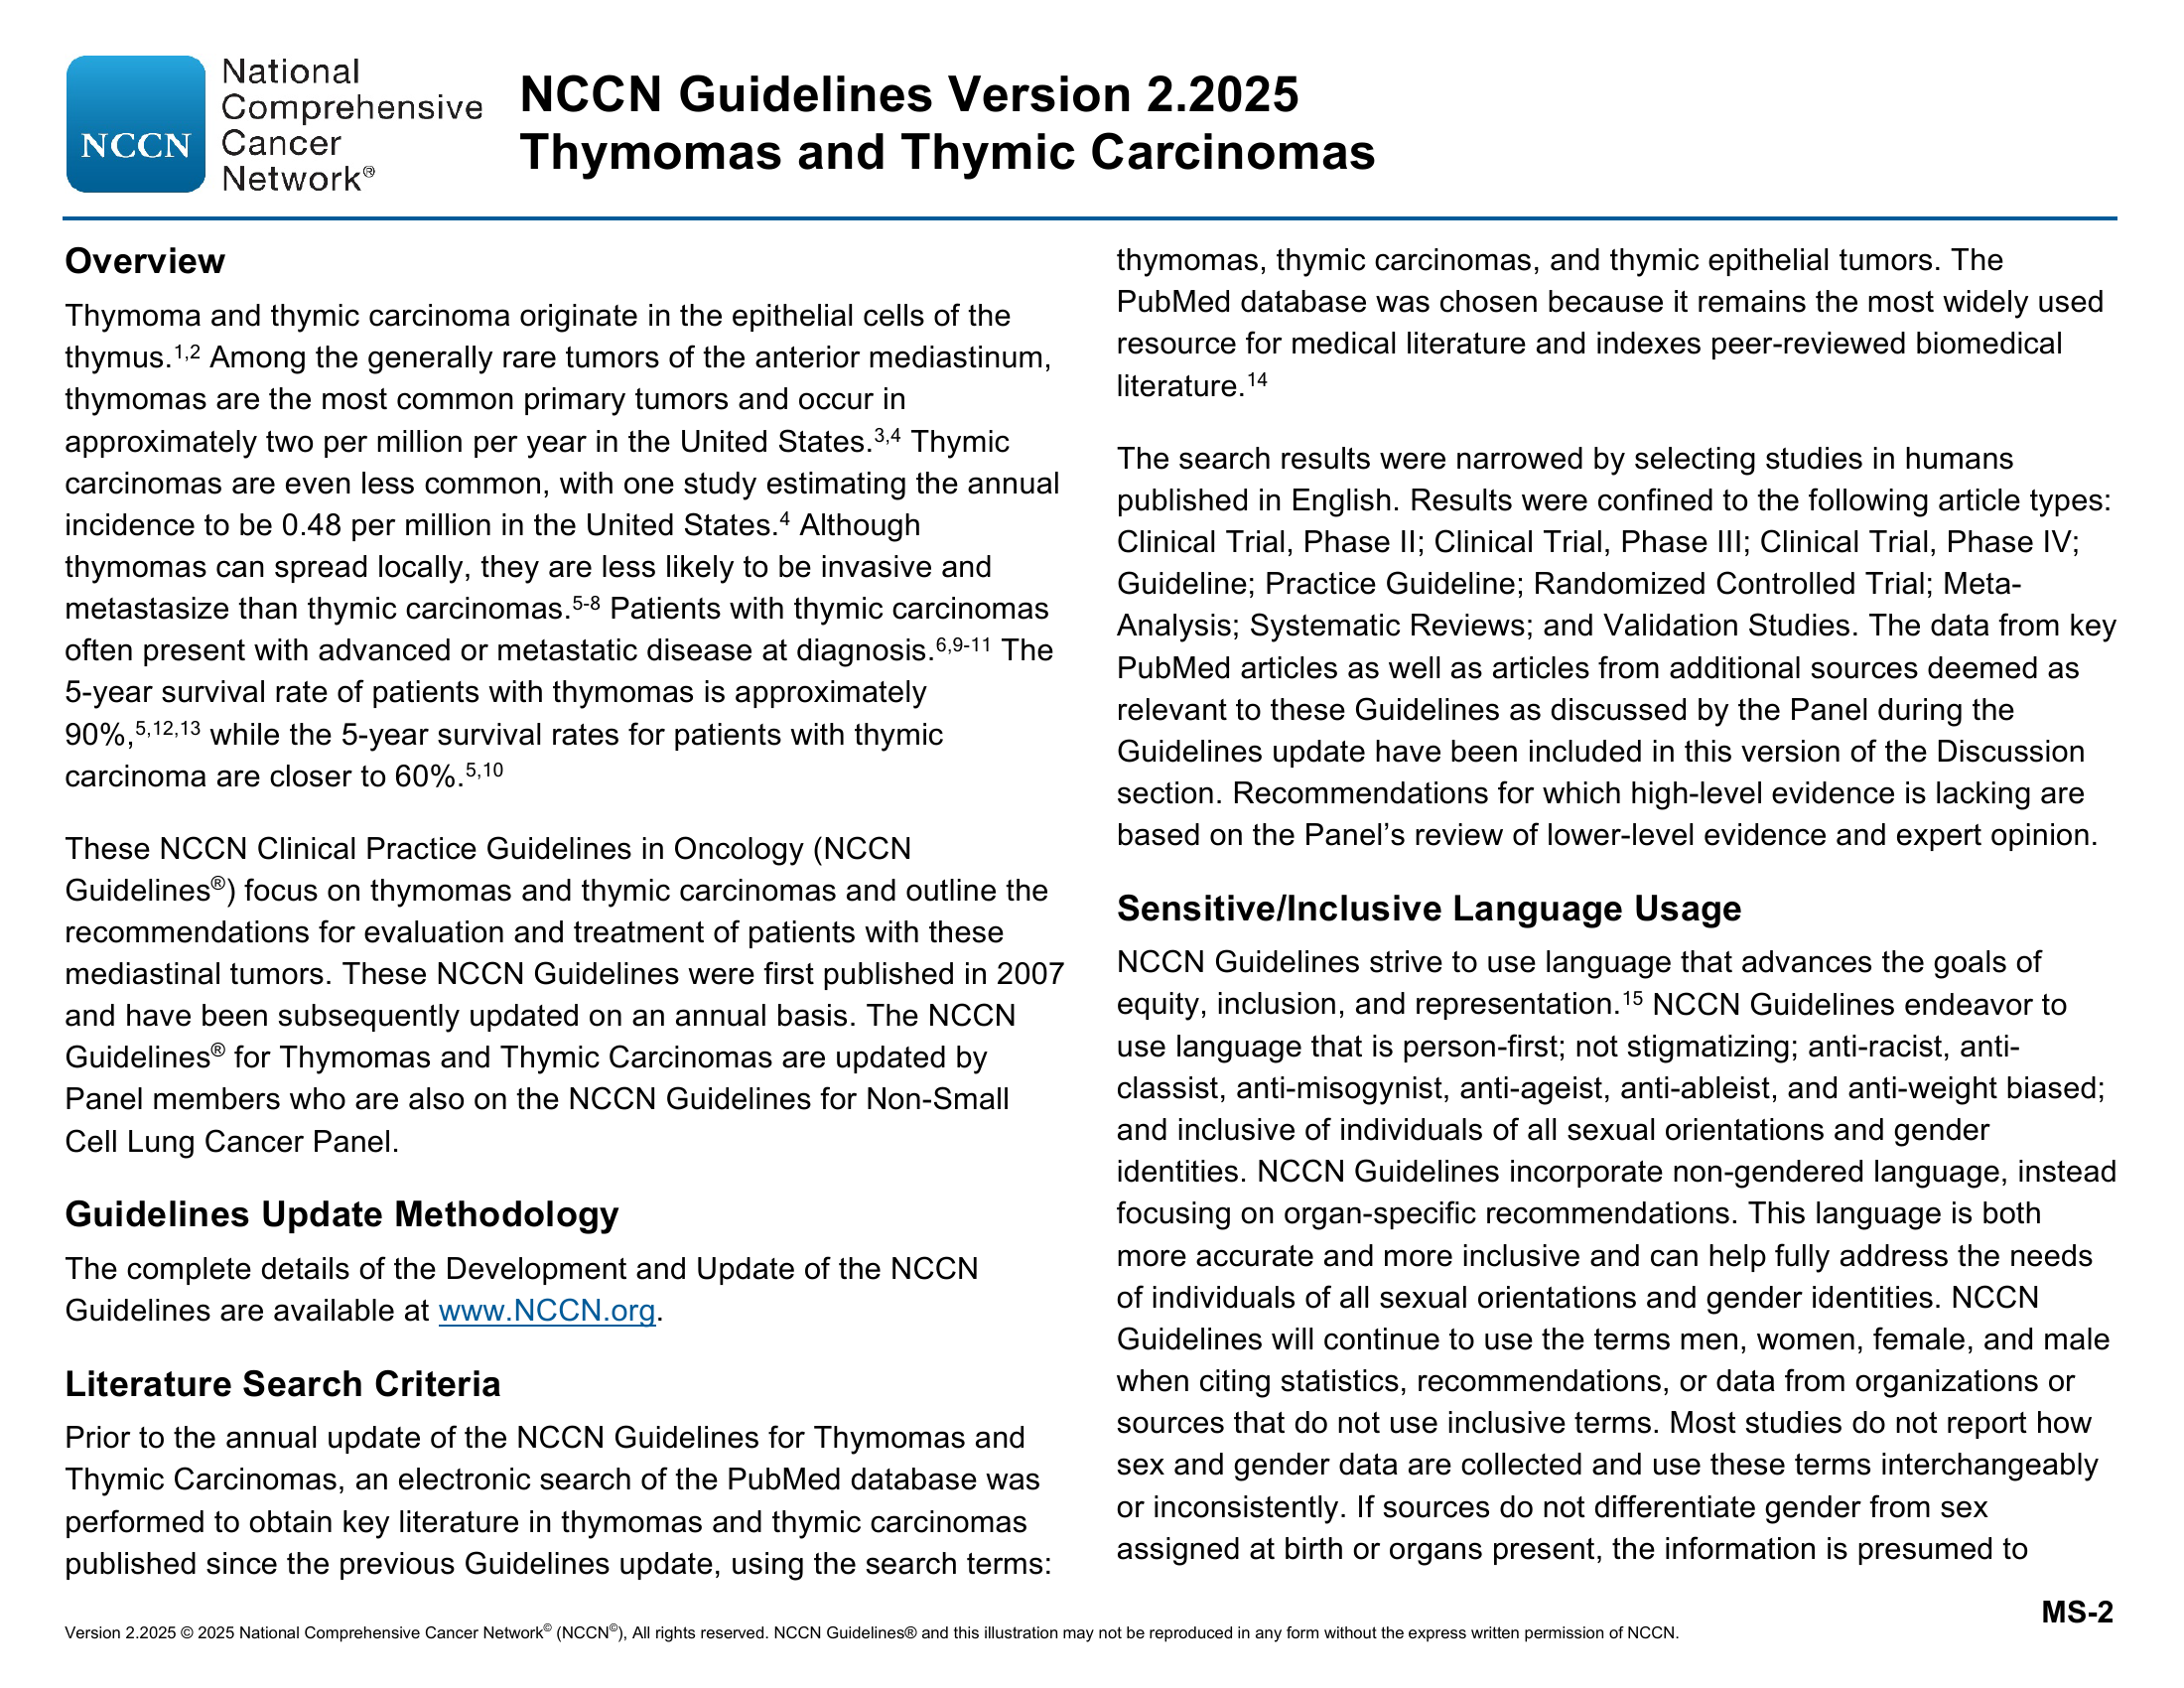 National
Comprehensive
Cancer
Network®
NCCN
NCCN Guidelines Version 2.2025
Thymomas and Thymic Carcinomas
Overview
Thymoma and thymic carcinoma originate in the epithelial cells of the
thymus.1,2 Among the generally rare tumors of the anterior mediastinum,
thymomas are the most common primary tumors and occur in
approximately two per million per year in the United States.3,4 Thymic
carcinomas are even less common, with one study estimating the annual
incidence to be 0.48 per million in the United States.4 Although
thymomas can spread locally, they are less likely to be invasive and
metastasize than thymic carcinomas.5-8 Patients with thymic carcinomas
often present with advanced or metastatic disease at diagnosis.6,9-11 The
5-year survival rate of patients with thymomas is approximately
90%,5,12,13 while the 5-year survival rates for patients with thymic
carcinoma are closer to 60%.5,10
These NCCN Clinical Practice Guidelines in Oncology (NCCN
Guidelines®) focus on thymomas and thymic carcinomas and outline the
recommendations for evaluation and treatment of patients with these
mediastinal tumors. These NCCN Guidelines were first published in 2007
and have been subsequently updated on an annual basis. The NCCN
Guidelines® for Thymomas and Thymic Carcinomas are updated by
Panel members who are also on the NCCN Guidelines for Non-Small
Cell Lung Cancer Panel.
Guidelines Update Methodology
The complete details of the Development and Update of the NCCN
Guidelines are available at www.NCCN.org.
Literature Search Criteria
Prior to the annual update of the NCCN Guidelines for Thymomas and
Thymic Carcinomas, an electronic search of the PubMed database was
performed to obtain key literature in thymomas and thymic carcinomas
published since the previous Guidelines update, using the search terms:
thymomas, thymic carcinomas, and thymic epithelial tumors. The
PubMed database was chosen because it remains the most widely used
resource for medical literature and indexes peer-reviewed biomedical
literature.14
The search results were narrowed by selecting studies in humans
published in English. Results were confined to the following article types:
Clinical Trial, Phase II; Clinical Trial, Phase III; Clinical Trial, Phase IV;
Guideline; Practice Guideline; Randomized Controlled Trial; Meta-
Analysis; Systematic Reviews; and Validation Studies. The data from key
PubMed articles as well as articles from additional sources deemed as
relevant to these Guidelines as discussed by the Panel during the
Guidelines update have been included in this version of the Discussion
section. Recommendations for which high-level evidence is lacking are
based on the Panel’s review of lower-level evidence and expert opinion.
Sensitive/Inclusive Language Usage
NCCN Guidelines strive to use language that advances the goals of
equity, inclusion, and representation.15 NCCN Guidelines endeavor to
use language that is person-first; not stigmatizing; anti-racist, anti-
classist, anti-misogynist, anti-ageist, anti-ableist, and anti-weight biased;
and inclusive of individuals of all sexual orientations and gender
identities. NCCN Guidelines incorporate non-gendered language, instead
focusing on organ-specific recommendations. This language is both
more accurate and more inclusive and can help fully address the needs
of individuals of all sexual orientations and gender identities. NCCN
Guidelines will continue to use the terms men, women, female, and male
when citing statistics, recommendations, or data from organizations or
sources that do not use inclusive terms. Most studies do not report how
sex and gender data are collected and use these terms interchangeably
or inconsistently. If sources do not differentiate gender from sex
assigned at birth or organs present, the information is presumed to
MS-2
Version 2.2025 © 2025 National Comprehensive Cancer Network© (NCCN©), All rights reserved. NCCN Guidelines® and this illustration may not be reproduced in any form without the express written permission of NCCN.